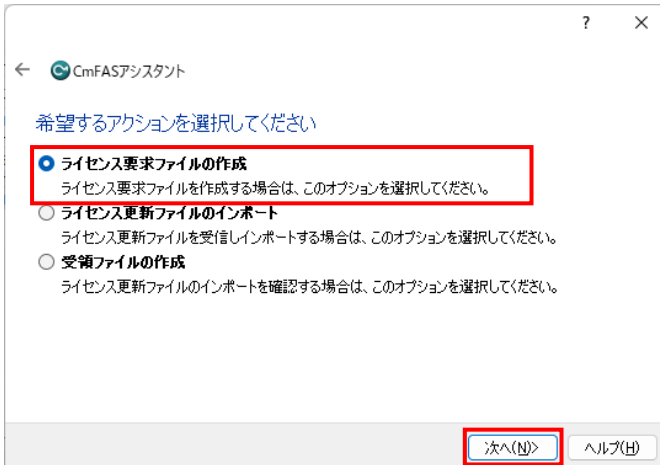 ? ×
← CmFASアシスタント
希望するアクションを選択してください
ライセンス要求ファイルの作成
ライセンス要求ファイルを作成する場合は、このオプションを選択してください。
ライセンス更新ファイルのインポート
ライセンス更新ファイルを受信しインポートする場合は、このオプションを選択してください。
受領ファイルの作成
ライセンス更新ファイルのインポートを確認する場合は、このオプションを選択してください。
次へ(N)> ヘルプ(H)